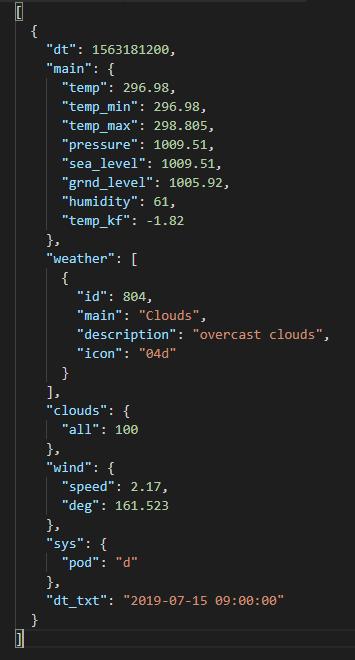 [
  {
    "dt": 1563181200,
    "main": {
      "temp": 296.98,
      "temp_min": 296.98,
      "temp_max": 298.805,
      "pressure": 1009.51,
      "sea_level": 1009.51,
      "grnd_level": 1005.92,
      "humidity": 61,
      "temp_kf": -1.82
    },
    "weather": [
      {
        "id": 804,
        "main": "Clouds",
        "description": "overcast clouds",
        "icon": "04d"
      }
    ],
    "clouds": {
      "all": 100
    },
    "wind": {
      "speed": 2.17,
      "deg": 161.523
    },
    "sys": {
      "pod": "d"
    },
    "dt_txt": "2019-07-15 09:00:00"
  }
]